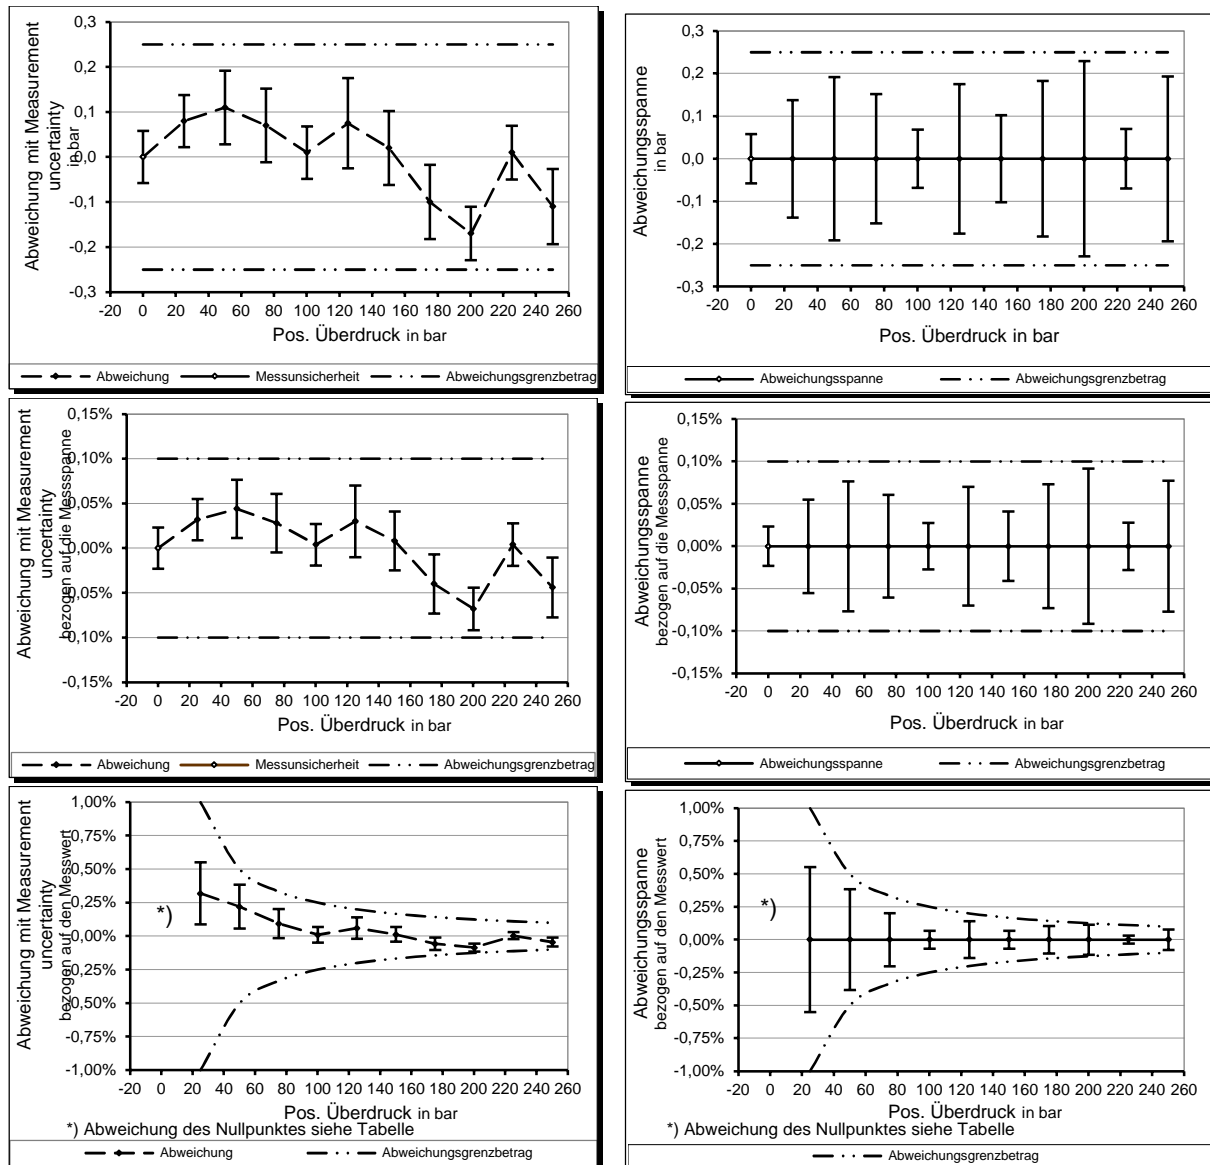 Abweichung mit Measurement
uncertainty
in bar
0,3
0,2
0,1
0,0
-0,1
-0,2
-0,3
-20 0 20 40 60 80 100 120 140 160 180 200 220 240 260
Pos. Überdruck in bar
Abweichung Messunsicherheit Abweichungsgrenzbetrag
Abweichungsspanne
in bar
0,3
0,2
0,1
0,0
-0,1
-0,2
-0,3
-20 0 20 40 60 80 100 120 140 160 180 200 220 240 260
Pos. Überdruck in bar
Abweichungsspanne Abweichungsgrenzbetrag
Abweichung mit Measurement
uncertainty
bezogen auf die Messspanne
0,15%
0,10%
0,05%
0,00%
-0,05%
-0,10%
-0,15%
-20 0 20 40 60 80 100 120 140 160 180 200 220 240 260
Pos. Überdruck in bar
Abweichung Messunsicherheit Abweichungsgrenzbetrag
Abweichungsspanne
bezogen auf die Messspanne
0,15%
0,10%
0,05%
0,00%
-0,05%
-0,10%
-0,15%
-20 0 20 40 60 80 100 120 140 160 180 200 220 240 260
Pos. Überdruck in bar
Abweichungsspanne Abweichungsgrenzbetrag
Abweichung mit Measurement
uncertainty
bezogen auf den Messwert
1,00%
0,75%
0,50%
0,25%
0,00%
-0,25%
-0,50%
-0,75%
-1,00%
*)
-20 0 20 40 60 80 100 120 140 160 180 200 220 240 260
Pos. Überdruck in bar
*) Abweichung des Nullpunktes siehe Tabelle
Abweichung Abweichungsgrenzbetrag
Abweichungsspanne
bezogen auf den Messwert
1,00%
0,75%
0,50%
0,25%
0,00%
-0,25%
-0,50%
-0,75%
-1,00%
*)
-20 0 20 40 60 80 100 120 140 160 180 200 220 240 260
Pos. Überdruck in bar
*) Abweichung des Nullpunktes siehe Tabelle
Abweichungsgrenzbetrag